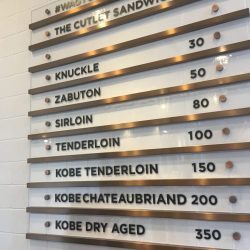 THE CUTLET
KNUCKLE 30
ZABUTON 50
SIRLOIN 80
TENDERLOIN 100
KOBE TENDERLOIN 150
KOBE CHATEAUBRIAND 200
KOBE DRY AGED 350